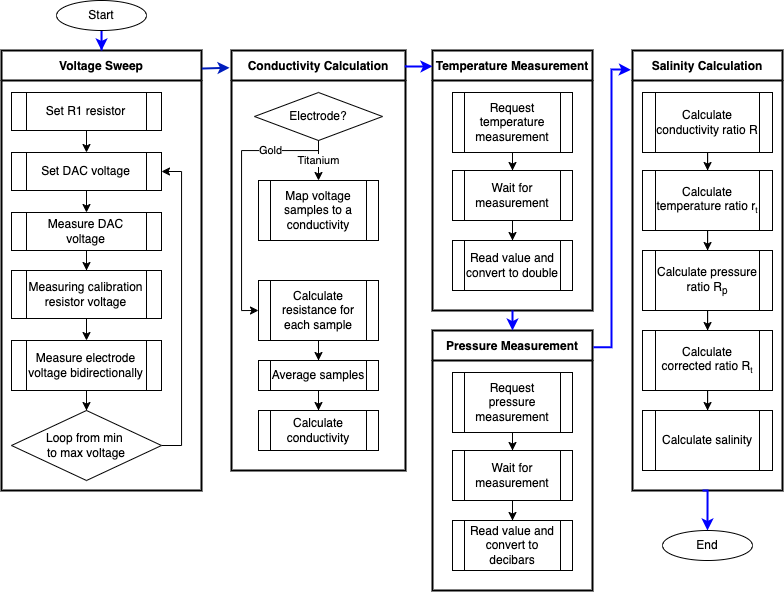 Start
Voltage Sweep
Set R1 resistor
Set DAC voltage
Measure DAC
voltage
Measuring calibration
resistor voltage
Measure electrode
voltage bidirectionally
Loop from min
to max voltage
Conductivity Calculation
Electrode?
Gold
Titanium
Map voltage
samples to a
conductivity
Calculate
resistance for
each sample
Average samples
Calculate
conductivity
Temperature Measurement
Request
temperature
measurement
Wait for
measurement
Read value and
convert to double
Pressure Measurement
Request
pressure
measurement
Wait for
measurement
Read value and
convert to
decibars
Salinity Calculation
Calculate
conductivity ratio R
Calculate
temperature ratio rt
Calculate pressure
ratio Rp
Calculate
corrected ratio Rt
Calculate salinity
End